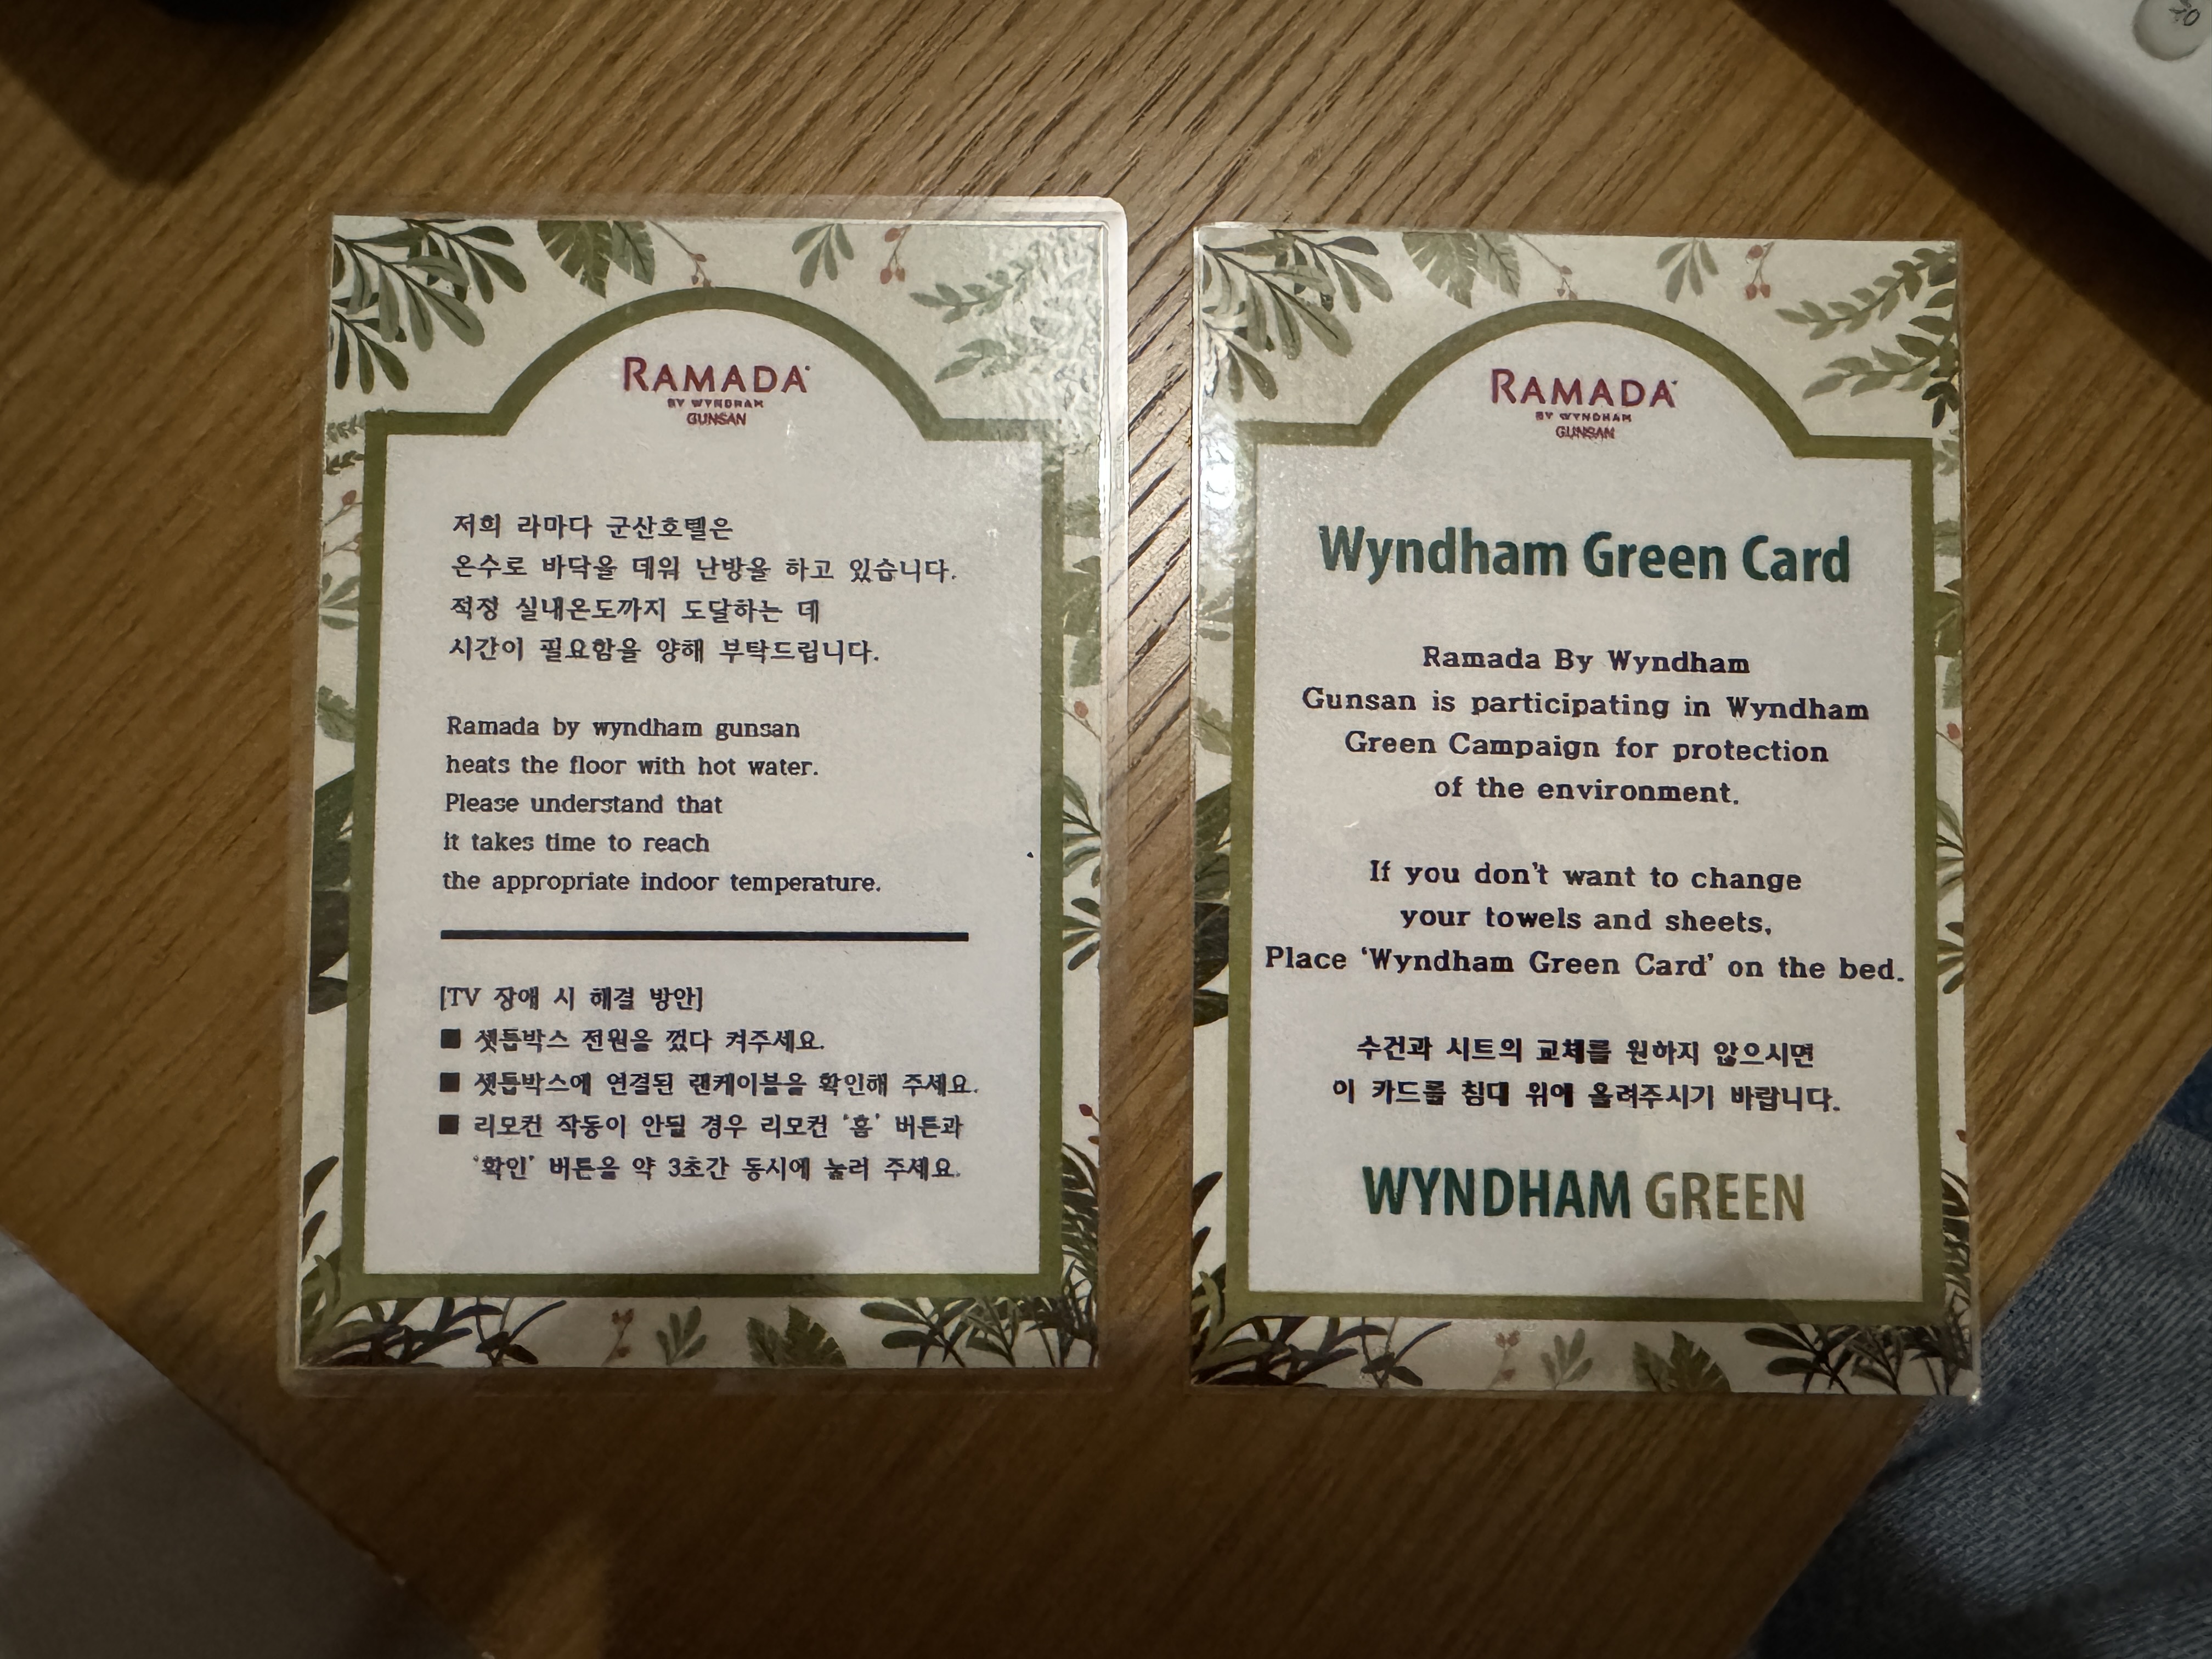 RAMADA
BY WYNDHAM
GUNSAN
저희 라마다 군산호텔은
온수로 바닥을 데워 난방을 하고 있습니다.
적정 실내온도까지 도달하는 데
시간이 필요함을 양해 부탁드립니다.
Ramada by wyndham gunsan
heats the floor with hot water.
Please understand that
it takes time to reach
the appropriate indoor temperature.
[TV 장애 시 해결 방안]
■ 셋톱박스 전원을 껐다 켜주세요.
■ 셋톱박스에 연결된 랜케이블을 확인해 주세요.
■ 리모컨 작동이 안될 경우 리모컨 '홈' 버튼과
'확인' 버튼을 약 3초간 동시에 눌러 주세요.
RAMADA
BY WYNDHAM
GUNSAN
Wyndham Green Card
Ramada By Wyndham
Gunsan is participating in Wyndham
Green Campaign for protection
of the environment.
If you don't want to change
your towels and sheets,
Place 'Wyndham Green Card' on the bed.
수건과 시트의 교체를 원하지 않으시면
이 카드를 침대 위에 올려주시기 바랍니다.
WYNDHAM GREEN